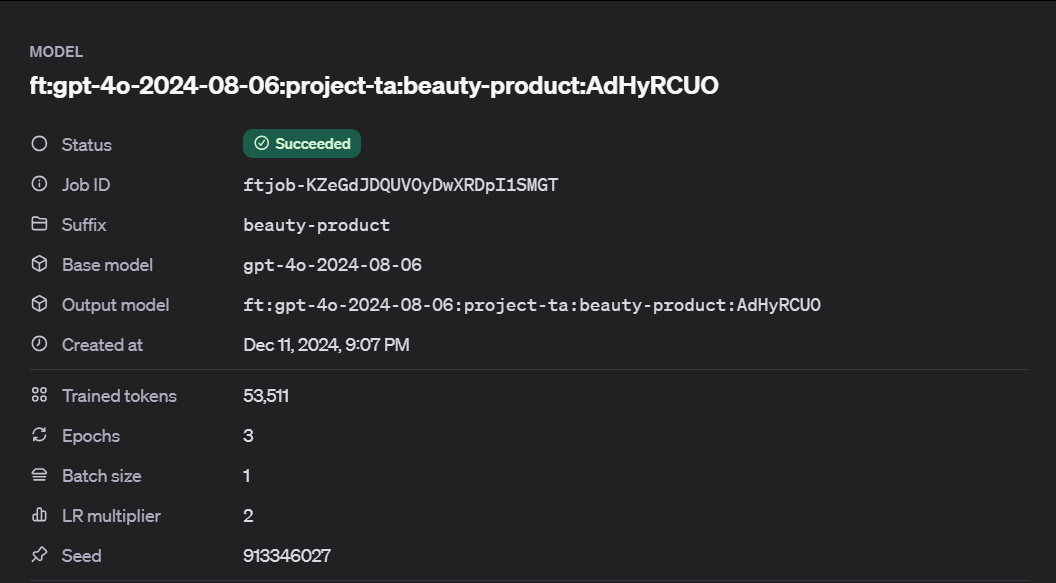 MODEL
ft:gpt-4o-2024-08-06:project-ta:beauty-product:AdHyRCUO
Status Succeeded
Job ID ftjob-KZeGdJDQUVOyDwXRDpI1SMGT
Suffix beauty-product
Base model gpt-4o-2024-08-06
Output model ft:gpt-4o-2024-08-06:project-ta:beauty-product:AdHyRCUO
Created at Dec 11, 2024, 9:07 PM
Trained tokens 53,511
Epochs 3
Batch size 1
LR multiplier 2
Seed 913346027